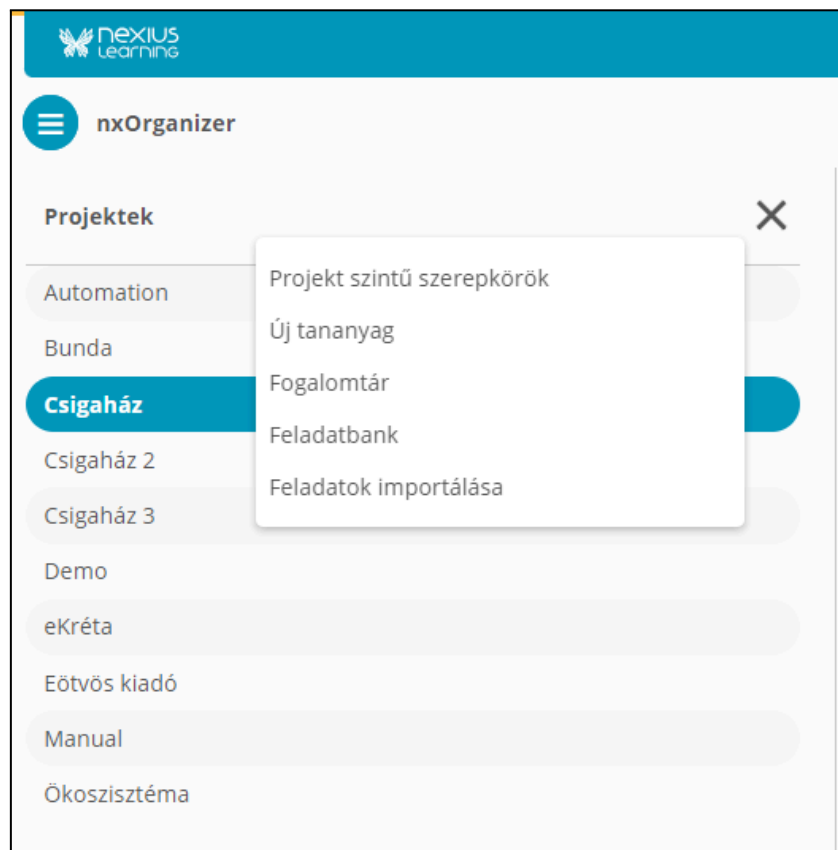 nexius
Learning
nxOrganizer
Projektek
Automation
Bunda
Csigaház
Csigaház 2
Csigaház 3
Demo
eKréta
Eötvös kiadó
Manual
Ökoszisztéma
Projekt szintű szerepkörök
Új tananyag
Fogalomtár
Feladatbank
Feladatok importálása